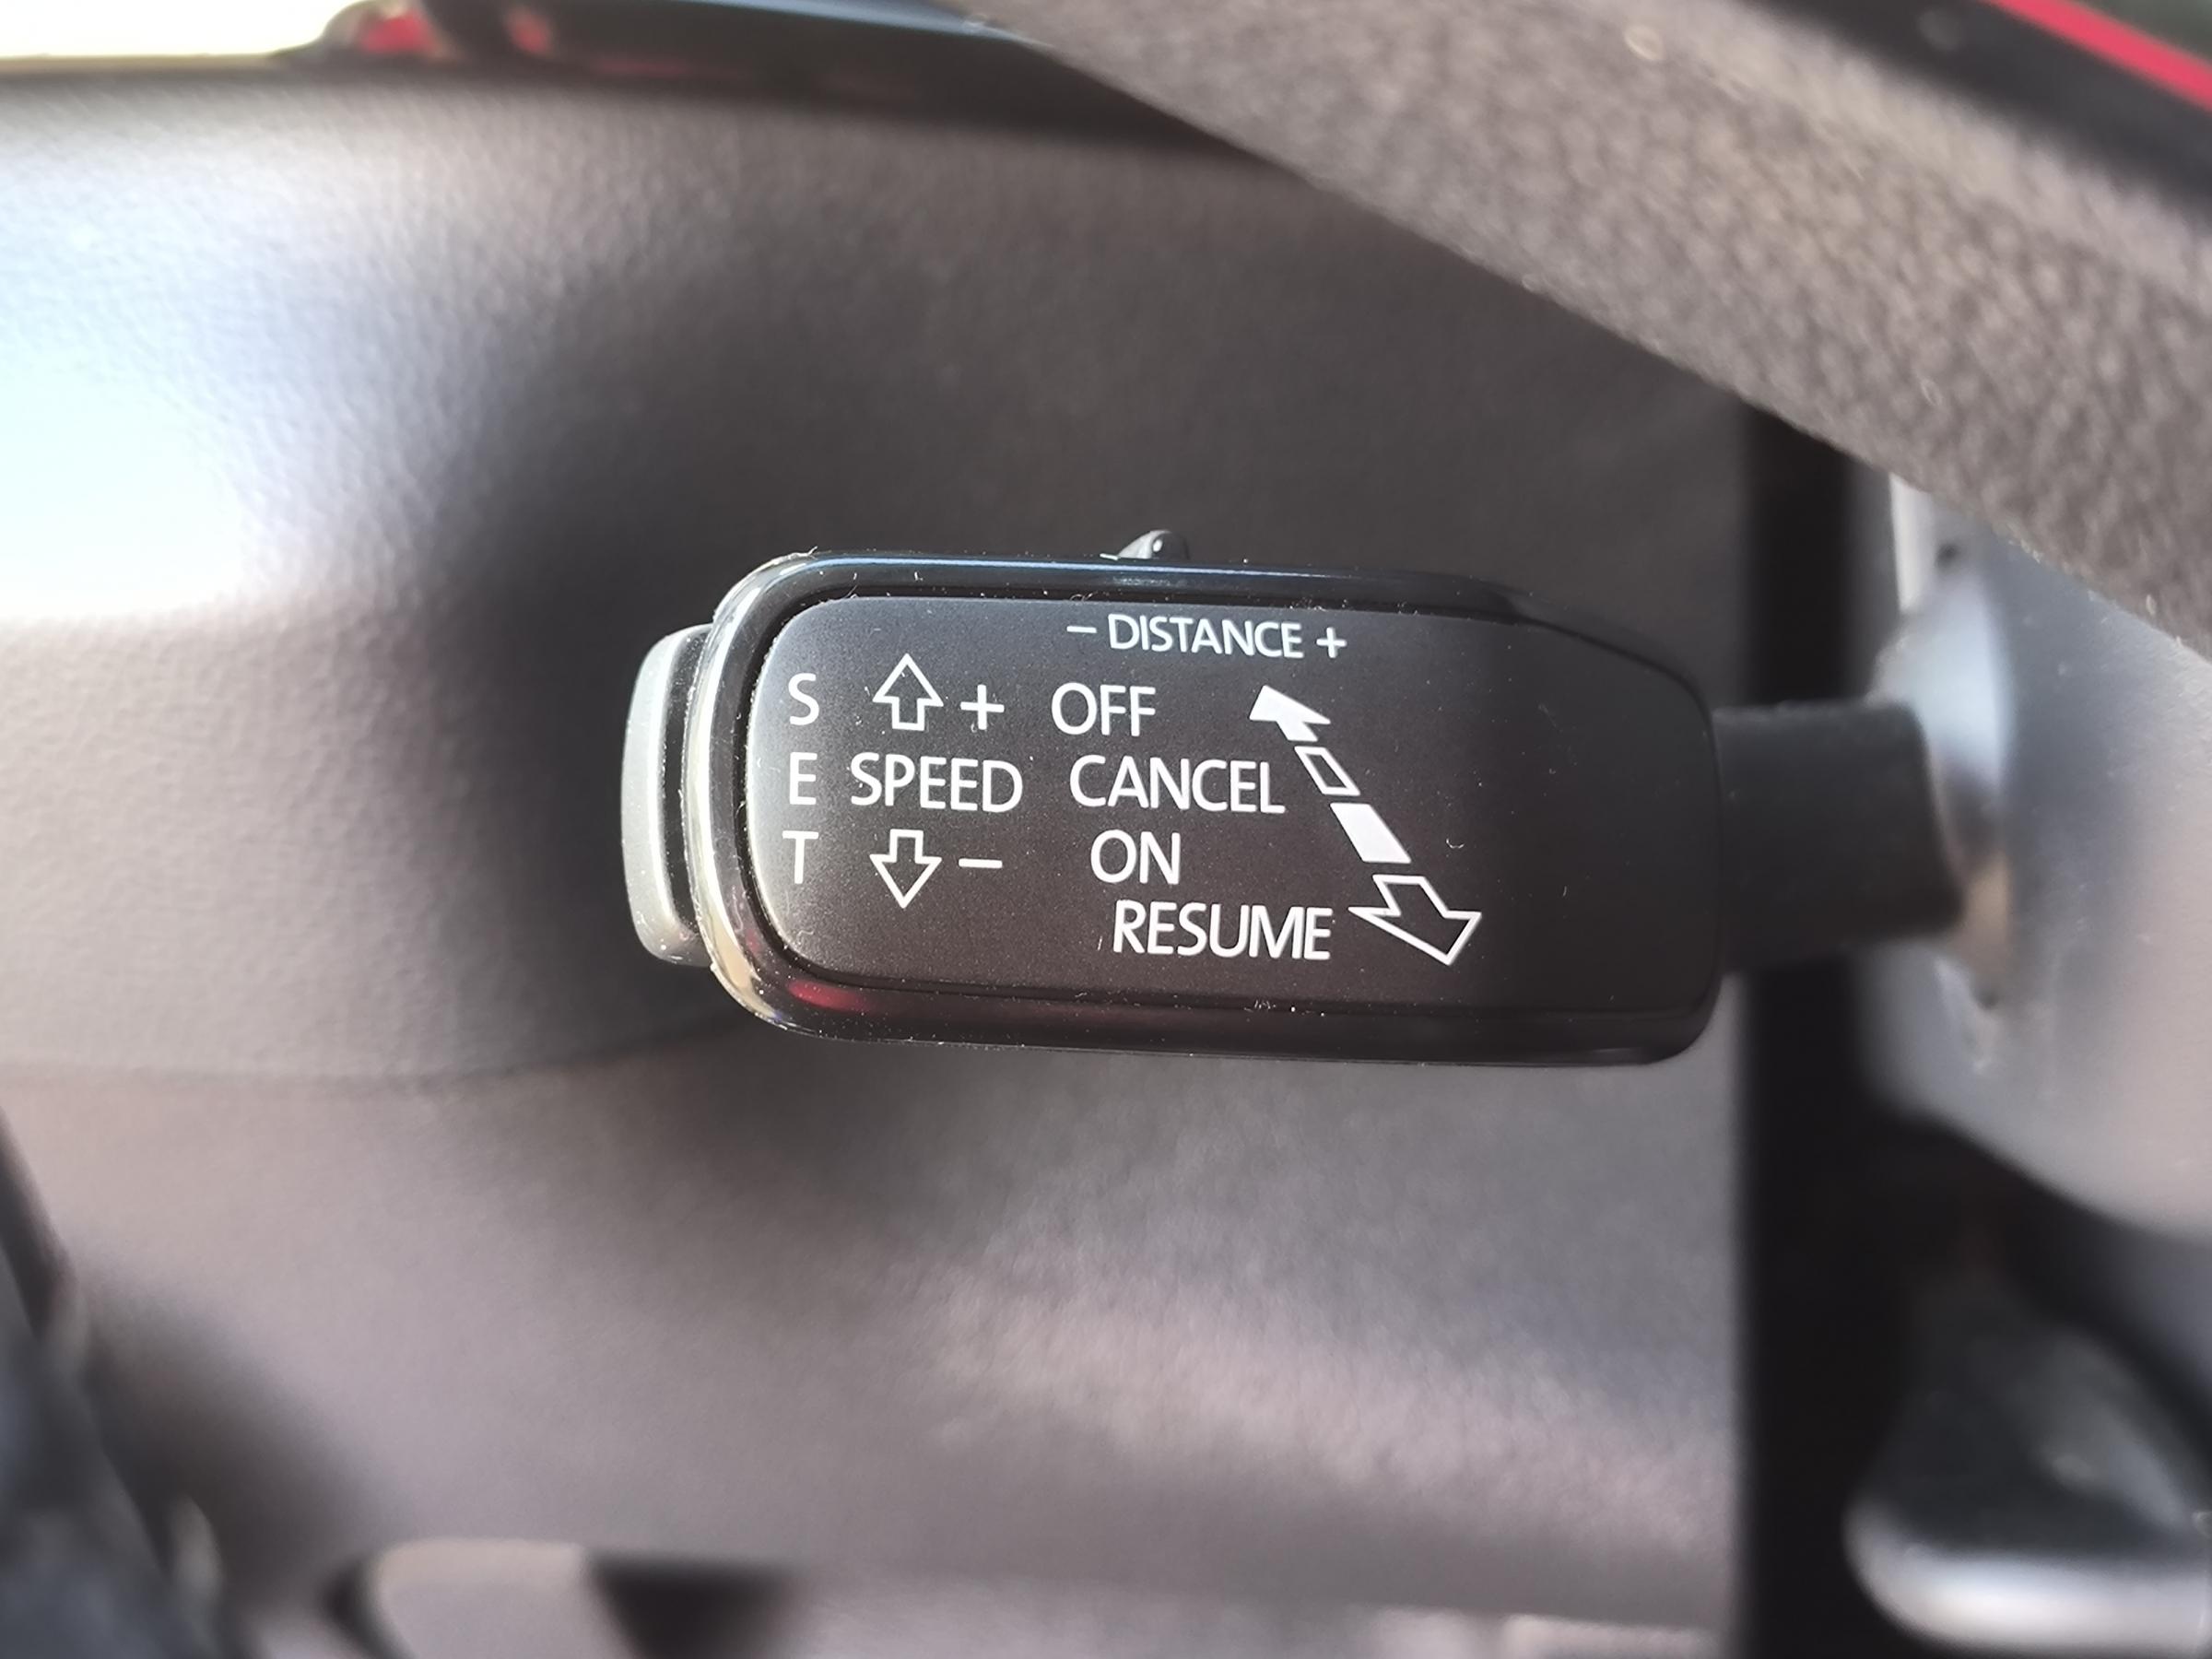 – DISTANCE +
S + OFF
E SPEED CANCEL
T – ON
RESUME